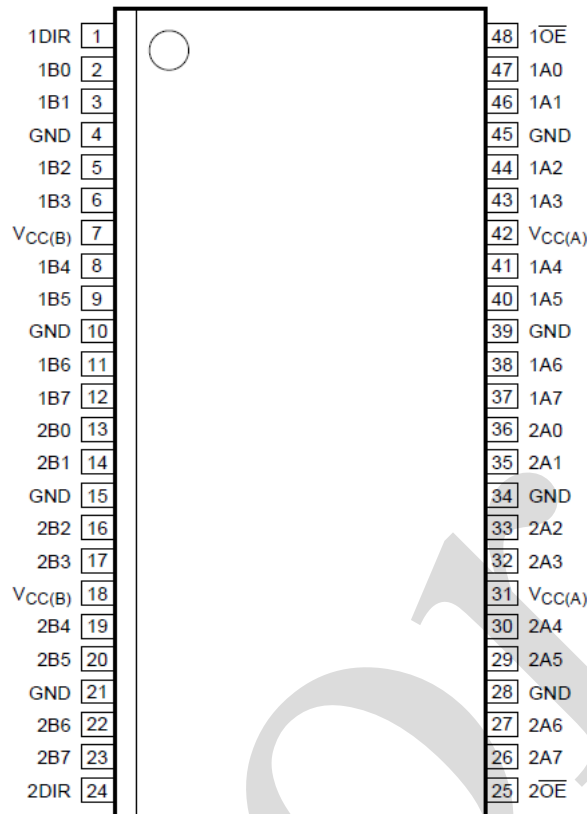 1DIR 1 48 1O̅E̅
1B0 2 47 1A0
1B1 3 46 1A1
GND 4 45 GND
1B2 5 44 1A2
1B3 6 43 1A3
VCC(B) 7 42 VCC(A)
1B4 8 41 1A4
1B5 9 40 1A5
GND 10 39 GND
1B6 11 38 1A6
1B7 12 37 1A7
2B0 13 36 2A0
2B1 14 35 2A1
GND 15 34 GND
2B2 16 33 2A2
2B3 17 32 2A3
VCC(B) 18 31 VCC(A)
2B4 19 30 2A4
2B5 20 29 2A5
GND 21 28 GND
2B6 22 27 2A6
2B7 23 26 2A7
2DIR 24 25 2O̅E̅